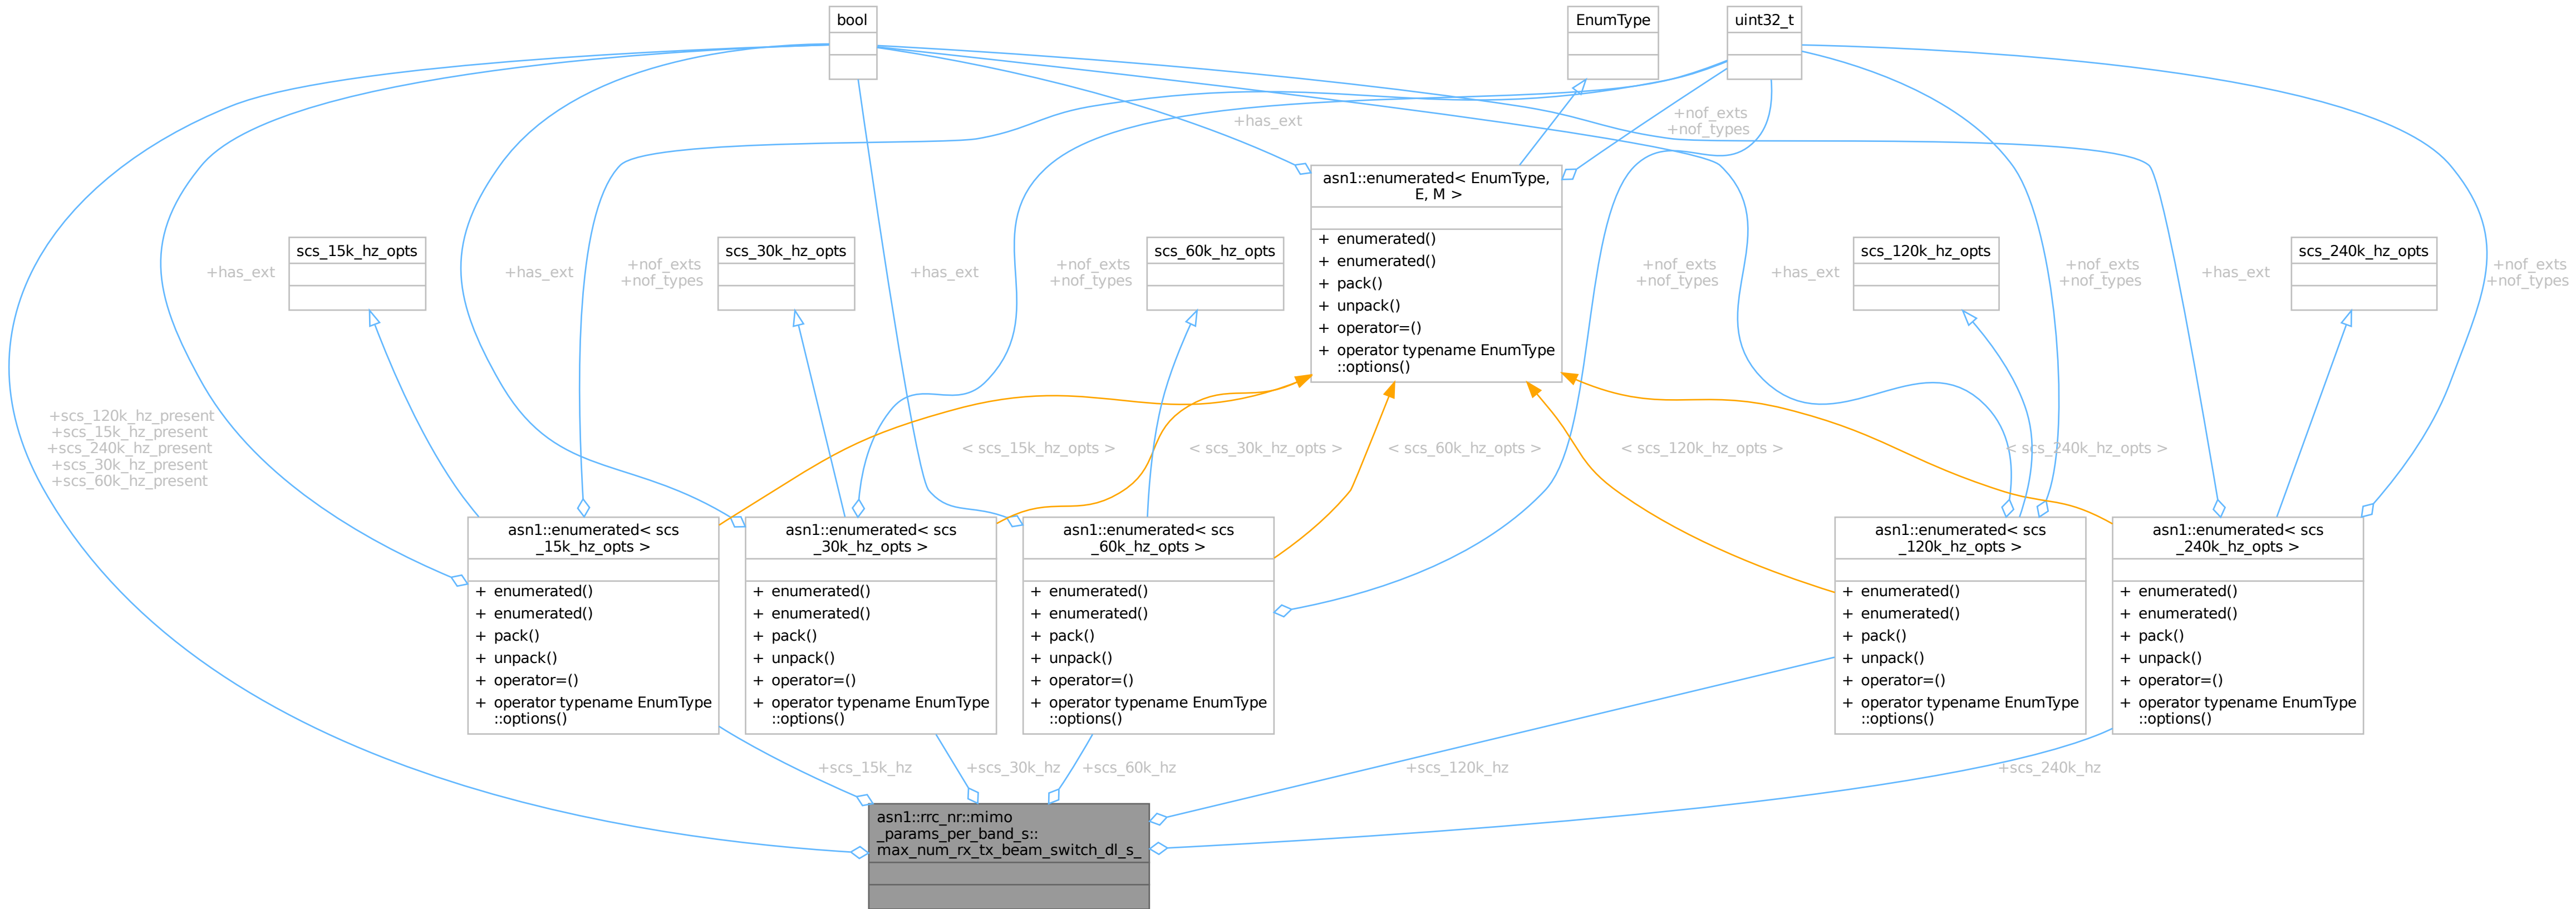 bool
EnumType
uint32_t
+has_ext
+nof_exts
+nof_types
asn1::enumerated< EnumType,
E, M >
+ enumerated()
+ enumerated()
+ pack()
+ unpack()
+ operator=()
+ operator typename EnumType
::options()
scs_15k_hz_opts
scs_30k_hz_opts
scs_60k_hz_opts
scs_120k_hz_opts
scs_240k_hz_opts
+has_ext
+has_ext
+nof_exts
+nof_types
+has_ext
+nof_exts
+nof_types
+nof_exts
+nof_types
+has_ext
+nof_exts
+nof_types
+has_ext
+nof_exts
+nof_types
+scs_120k_hz_present
+scs_15k_hz_present
+scs_240k_hz_present
+scs_30k_hz_present
+scs_60k_hz_present
< scs_15k_hz_opts >
< scs_30k_hz_opts >
< scs_60k_hz_opts >
< scs_120k_hz_opts >
< scs_240k_hz_opts >
asn1::enumerated< scs
_15k_hz_opts >
+ enumerated()
+ enumerated()
+ pack()
+ unpack()
+ operator=()
+ operator typename EnumType
::options()
asn1::enumerated< scs
_30k_hz_opts >
+ enumerated()
+ enumerated()
+ pack()
+ unpack()
+ operator=()
+ operator typename EnumType
::options()
asn1::enumerated< scs
_60k_hz_opts >
+ enumerated()
+ enumerated()
+ pack()
+ unpack()
+ operator=()
+ operator typename EnumType
::options()
asn1::enumerated< scs
_120k_hz_opts >
+ enumerated()
+ enumerated()
+ pack()
+ unpack()
+ operator=()
+ operator typename EnumType
::options()
asn1::enumerated< scs
_240k_hz_opts >
+ enumerated()
+ enumerated()
+ pack()
+ unpack()
+ operator=()
+ operator typename EnumType
::options()
+scs_15k_hz
+scs_30k_hz
+scs_60k_hz
+scs_120k_hz
+scs_240k_hz
asn1::rrc_nr::mimo
_params_per_band_s::
max_num_rx_tx_beam_switch_dl_s_